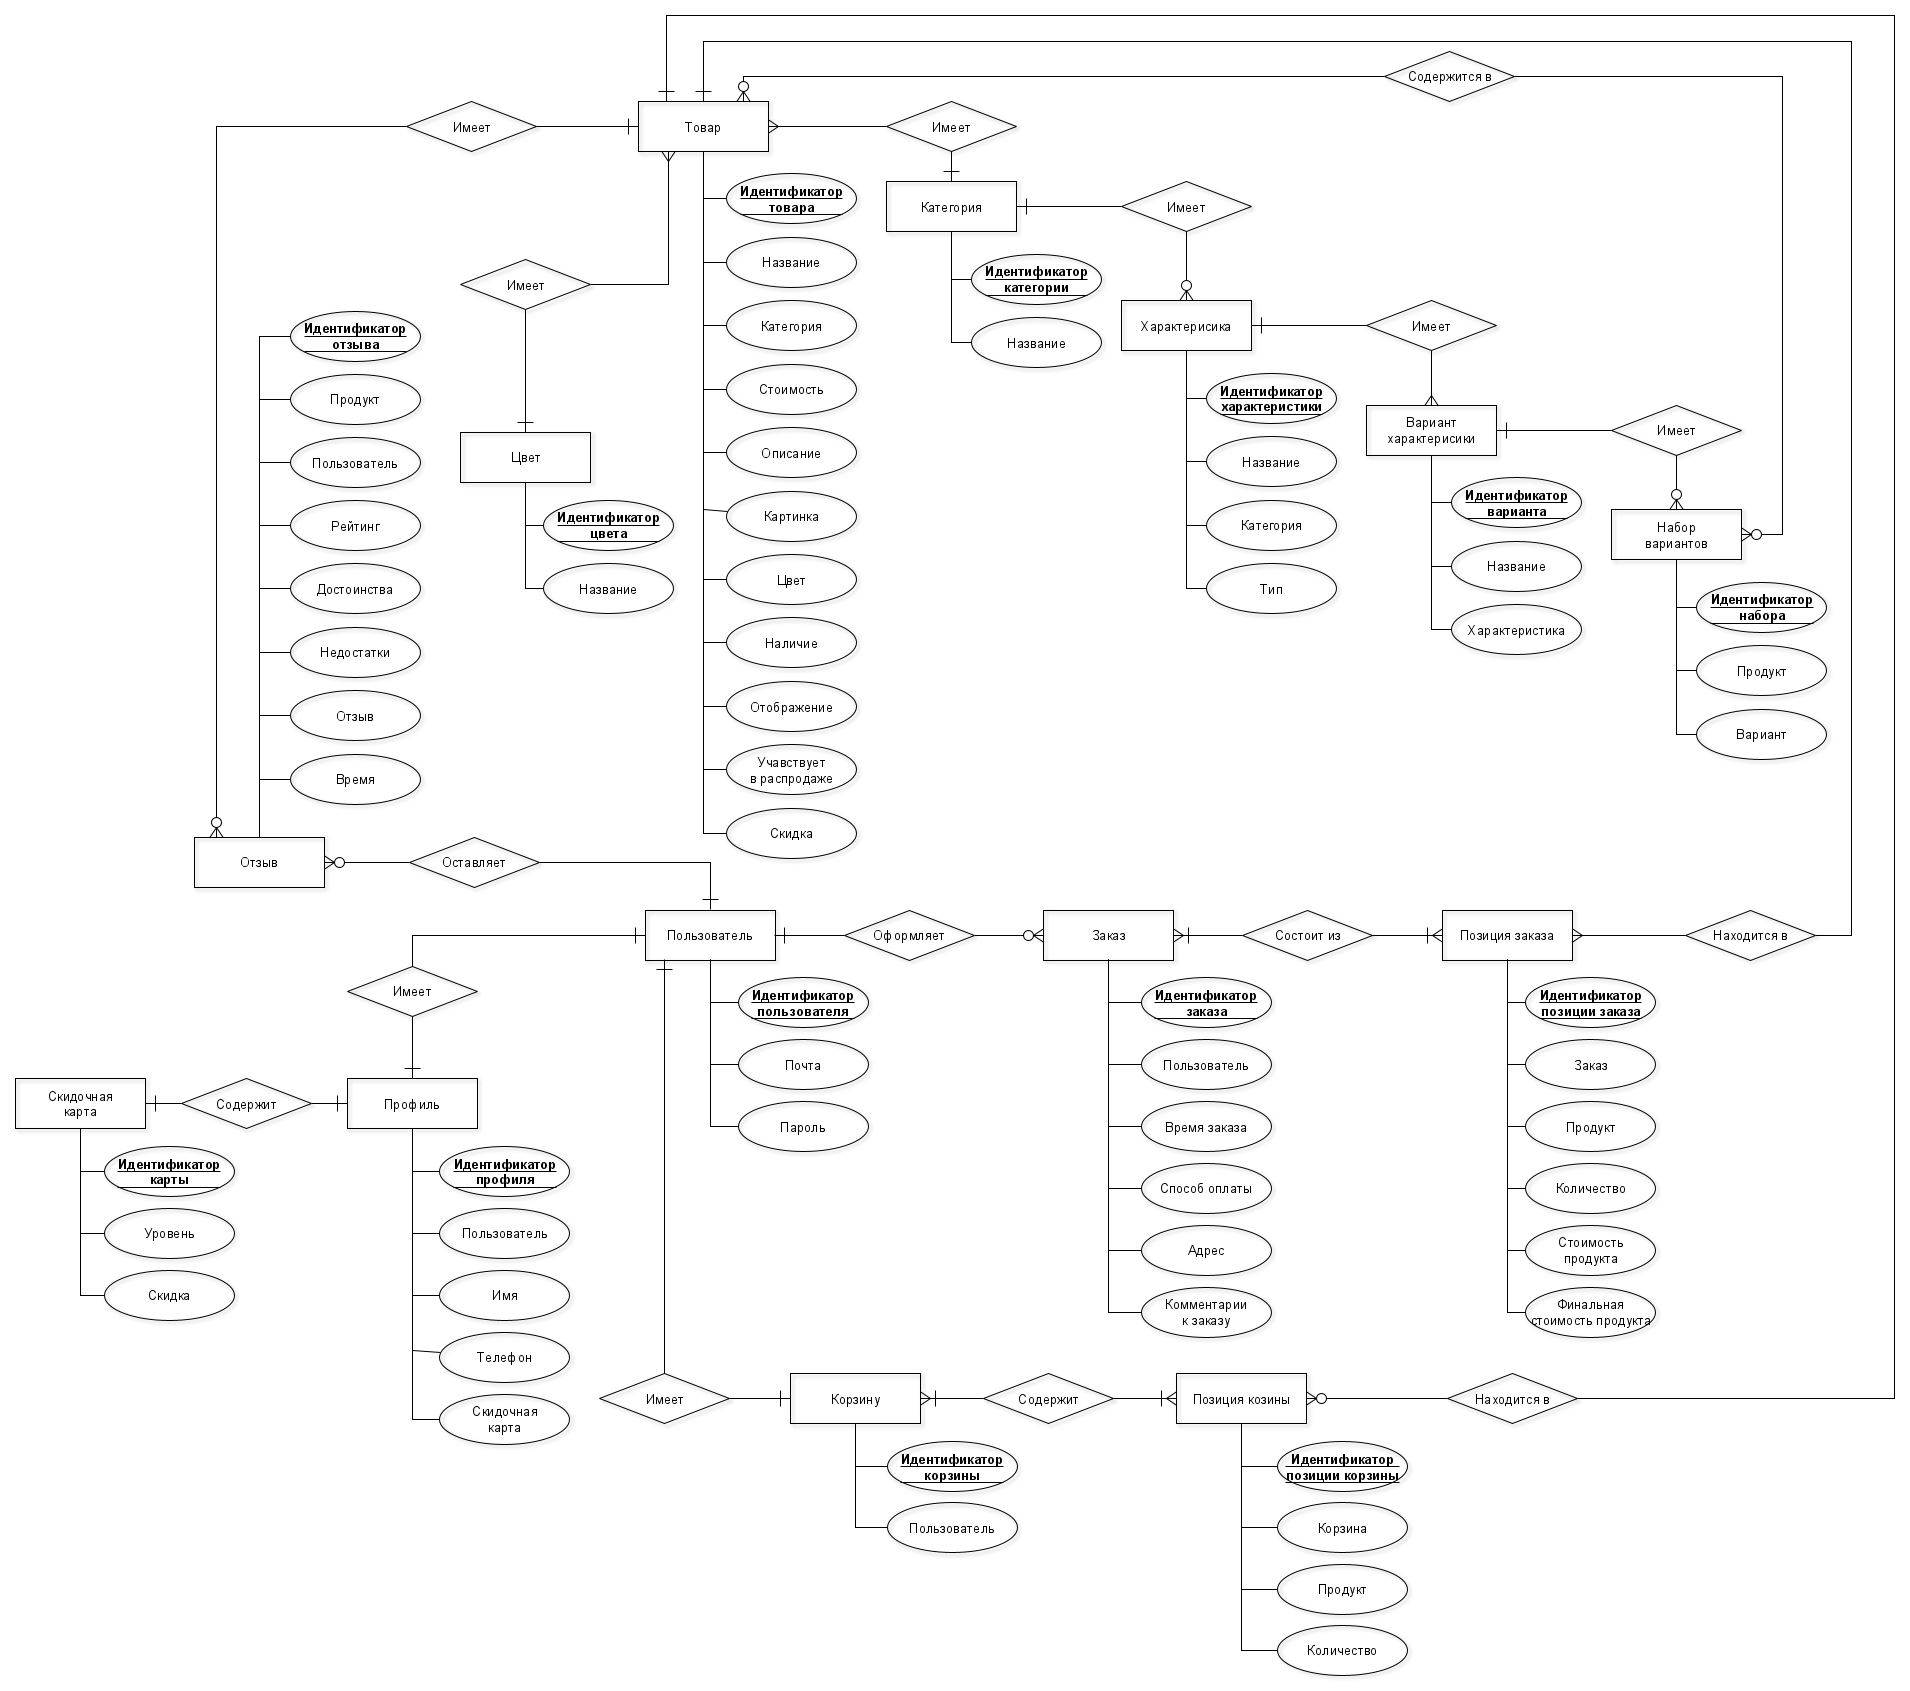 Содержится в
Имеет
Товар
Имеет
Идентификатор
товара
Название
Категория
Стоимость
Описание
Картинка
Цвет
Наличие
Отображение
Учавствует
в распродаже
Скидка
Категория
Имеет
Идентификатор
категории
Название
Характерисика
Имеет
Идентификатор
характеристики
Название
Категория
Тип
Вариант
характерисики
Имеет
Идентификатор
варианта
Название
Характеристика
Набор
вариантов
Идентификатор
набора
Продукт
Вариант
Имеет
Цвет
Идентификатор
цвета
Название
Идентификатор
отзыва
Продукт
Пользователь
Рейтинг
Достоинства
Недостатки
Отзыв
Время
Отзыв
Оставляет
Пользователь
Оформляет
Заказ
Состоит из
Позиция заказа
Находится в
Идентификатор
пользователя
Почта
Пароль
Идентификатор
заказа
Пользователь
Время заказа
Способ оплаты
Адрес
Комментарии
к заказу
Идентификатор
позиции заказа
Заказ
Продукт
Количество
Стоимость
продукта
Финальная
стоимость продукта
Имеет
Скидочная
карта
Содержит
Профиль
Идентификатор
карты
Уровень
Скидка
Идентификатор
профиля
Пользователь
Имя
Телефон
Скидочная
карта
Имеет
Корзину
Содержит
Позиция козины
Находится в
Идентификатор
корзины
Пользователь
Идентификатор
позиции корзины
Корзина
Продукт
Количество